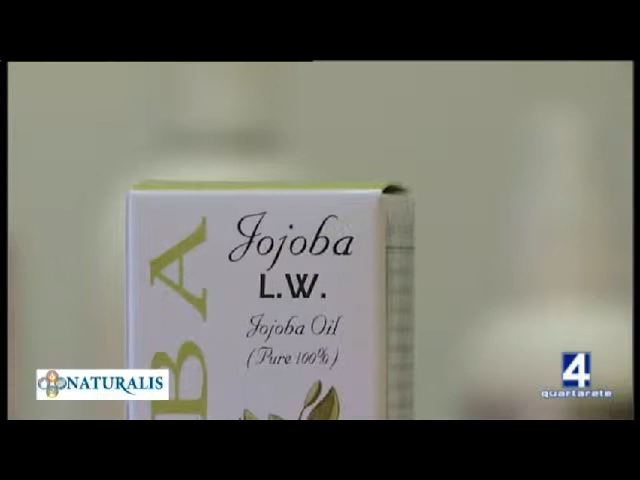 Jojoba
L.W.
Jojoba Oil
(Pure 100%)
BA
NATURALIS
4
quartarete